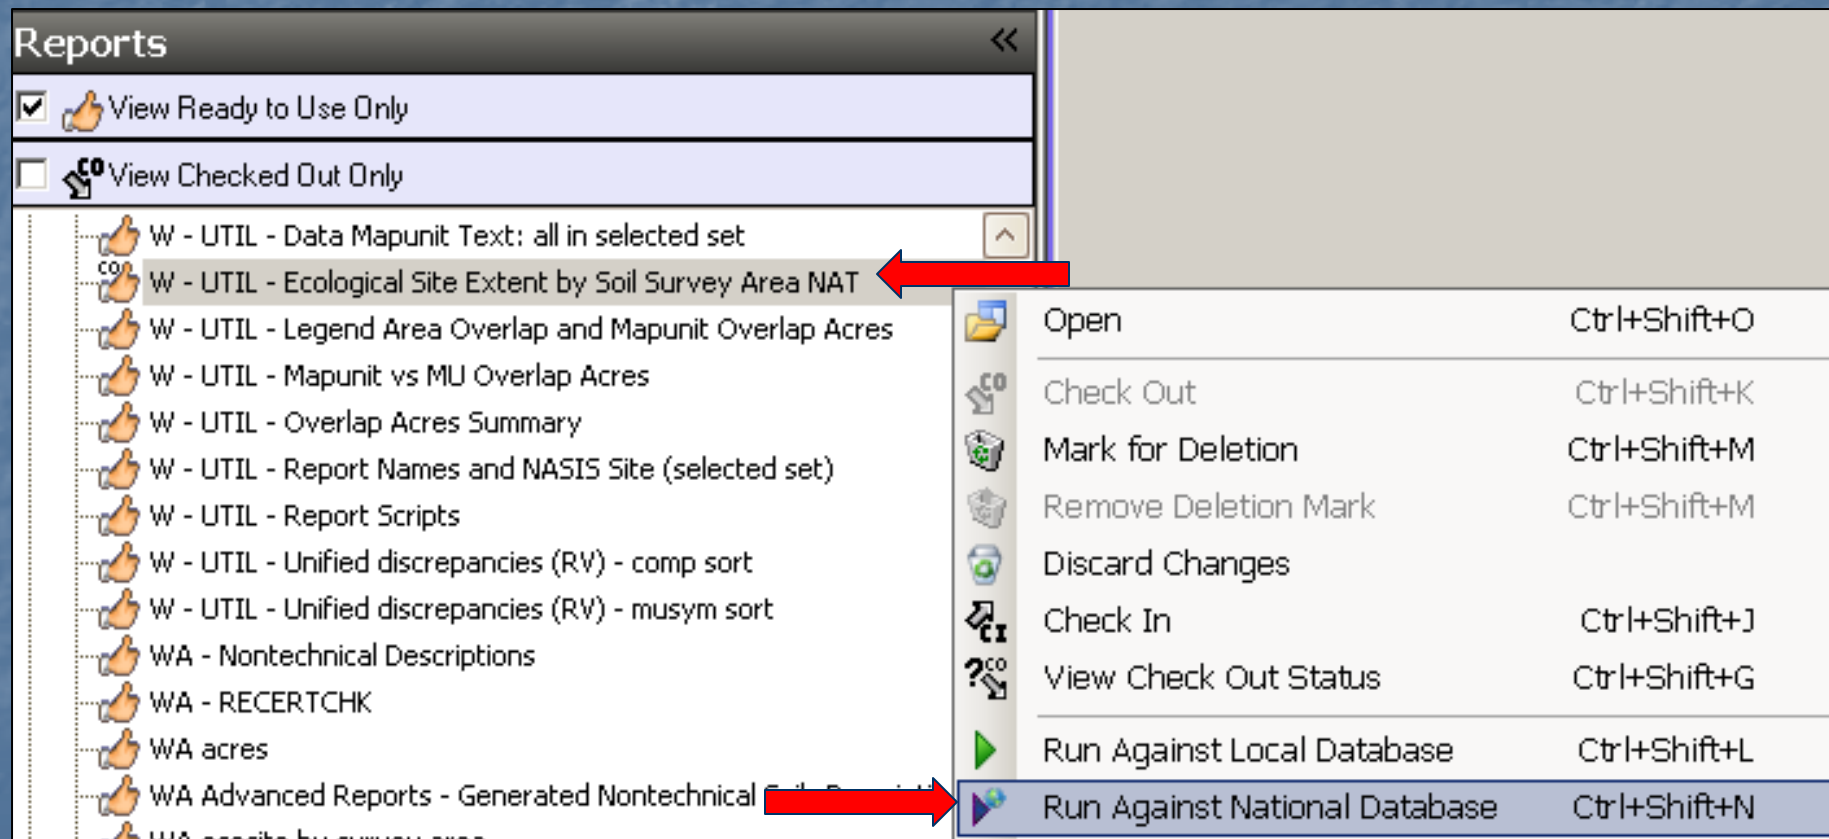 Reports
View Ready to Use Only
CO View Checked Out Only
W - UTIL - Data Mapunit Text: all in selected set
CO W - UTIL - Ecological Site Extent by Soil Survey Area NAT
W - UTIL - Legend Area Overlap and Mapunit Overlap Acres
W - UTIL - Mapunit vs MU Overlap Acres
W - UTIL - Overlap Acres Summary
W - UTIL - Report Names and NASIS Site (selected set)
W - UTIL - Report Scripts
W - UTIL - Unified discrepancies (RV) - comp sort
W - UTIL - Unified discrepancies (RV) - musym sort
WA - Nontechnical Descriptions
WA - RECERTCHK
WA acres
WA Advanced Reports - Generated Nontechnical
Open Ctrl+Shift+O
CO Check Out Ctrl+Shift+K
Mark for Deletion Ctrl+Shift+M
Remove Deletion Mark Ctrl+Shift+M
Discard Changes
CI Check In Ctrl+Shift+J
?CO View Check Out Status Ctrl+Shift+G
Run Against Local Database Ctrl+Shift+L
Run Against National Database Ctrl+Shift+N